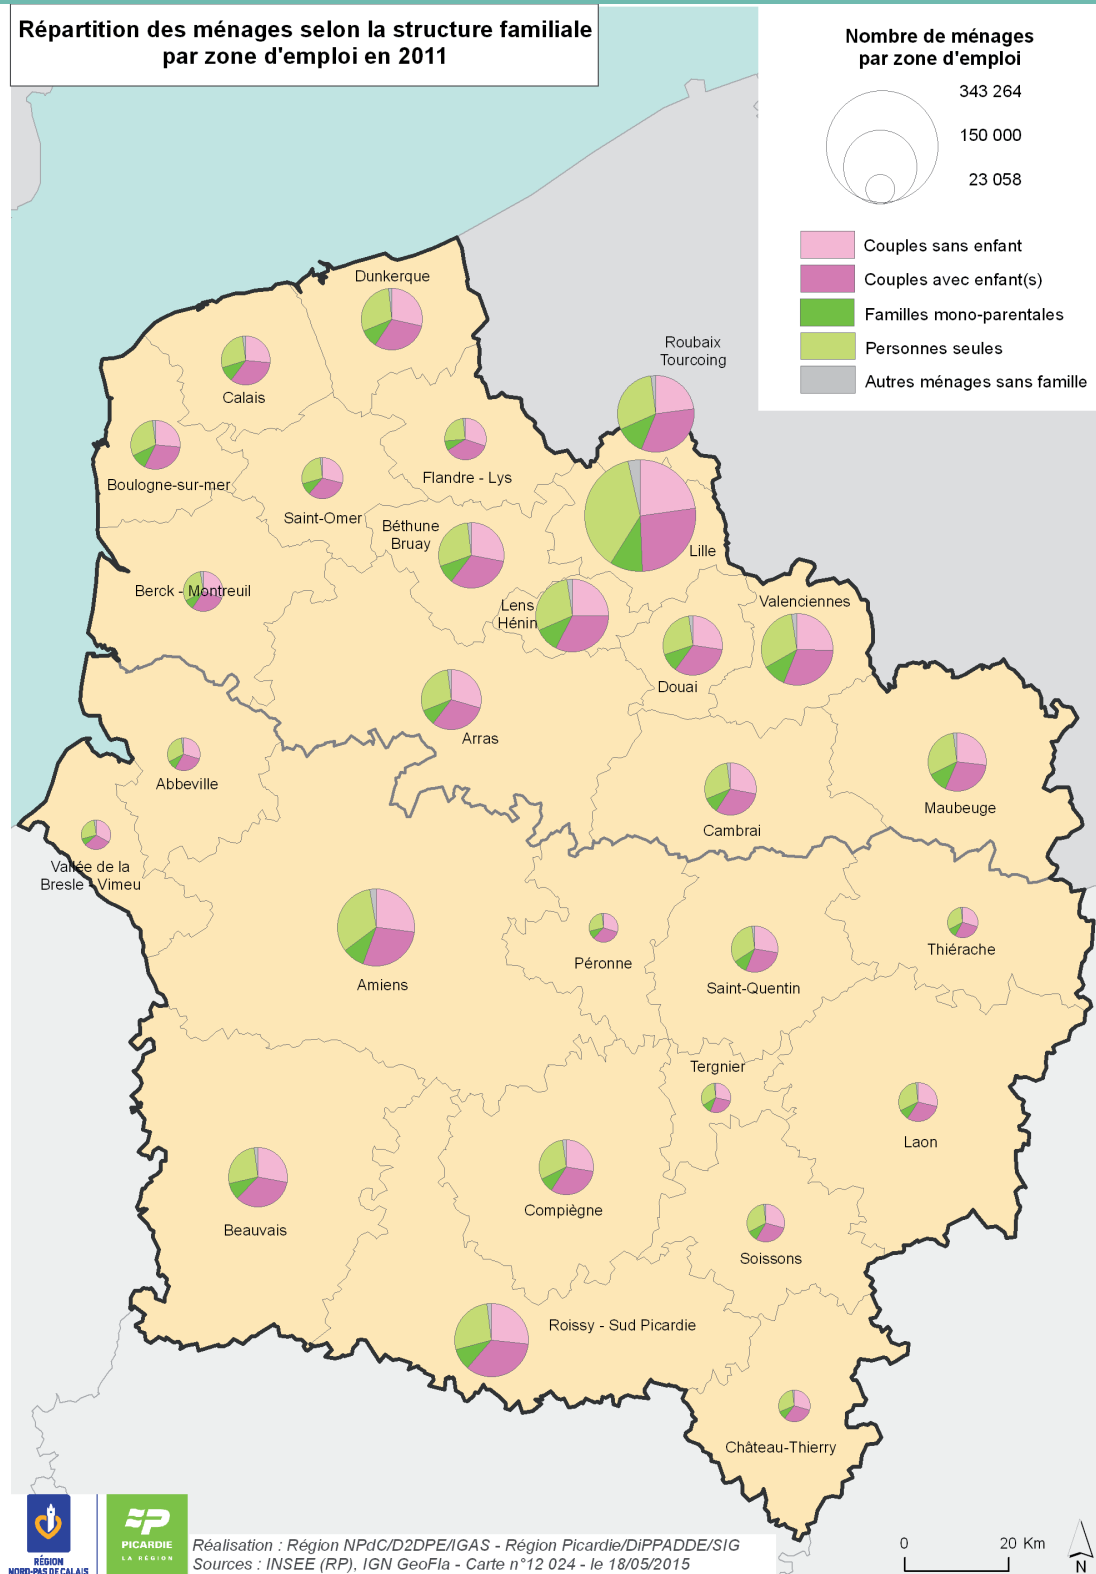 Répartition des ménages selon la structure familiale
par zone d'emploi en 2011
Nombre de ménages
par zone d'emploi
343 264
150 000
23 058
Couples sans enfant
Couples avec enfant(s)
Familles mono-parentales
Personnes seules
Autres ménages sans famille
Dunkerque
Roubaix
Tourcoing
Calais
Boulogne-sur-mer
Flandre - Lys
Saint-Omer
Béthune
Bruay
Lille
Berck - Montreuil
Lens
Hénin
Valenciennes
Douai
Arras
Abbeville
Maubeuge
Cambrai
Vallée de la
Bresle - Vimeu
Amiens
Péronne
Saint-Quentin
Thiérache
Tergnier
Laon
Beauvais
Compiègne
Soissons
Roissy - Sud Picardie
Château-Thierry
RÉGION
NORD-PAS DE CALAIS
PICARDIE
LA RÉGION
Réalisation : Région NPdC/D2DPE/IGAS - Région Picardie/DiPPADDE/SIG
Sources : INSEE (RP), IGN GeoFla - Carte n°12 024 - le 18/05/2015
0 20 Km
N